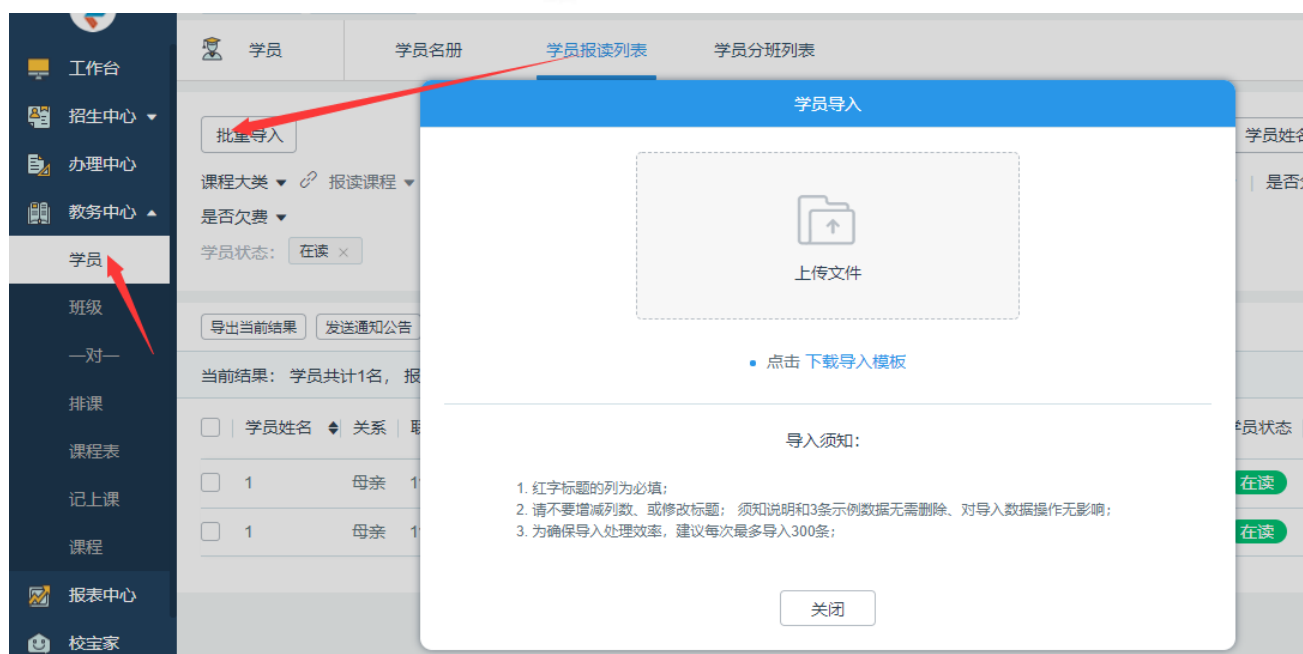 学员
学员名册
学员报读列表
学员分班列表
工作台
招生中心
办理中心
教务中心
学员
班级
一对一
排课
课程表
记上课
课程
报表中心
校宝家
批量导入
课程大类
报读课程
是否欠费
学员状态：
在读
导出当前结果
发送通知公告
当前结果： 学员共计1名，报
学员姓名 关系
1 母亲 1
1 母亲 1
学员导入
上传文件
• 点击 下载导入模板
导入须知：
1. 红字标题的列为必填；
2. 请不要增减列数、或修改标题； 须知说明和3条示例数据无需删除、对导入数据操作无影响；
3. 为确保导入处理效率，建议每次最多导入300条；
关闭
学员姓名
是否
学员状态
在读
在读